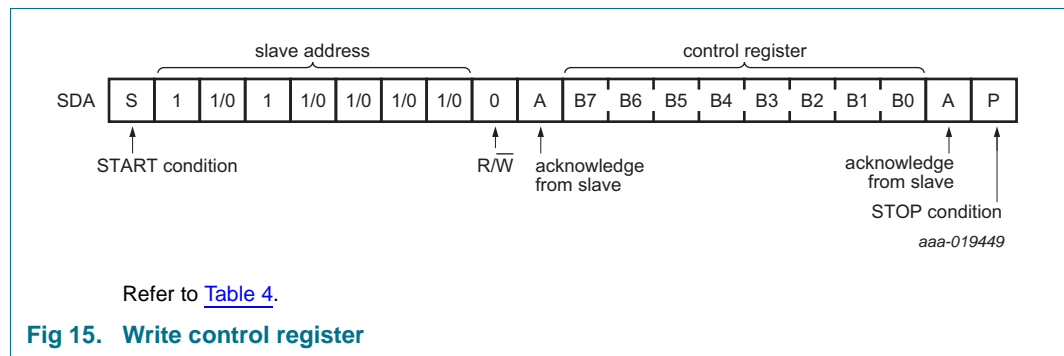 slave address control register
SDA S 1 1/0 1 1/0 1/0 1/0 1/0 0 A B7 B6 B5 B4 B3 B2 B1 B0 A P
START condition R/W̅ acknowledge from slave acknowledge from slave
STOP condition
aaa-019449
Refer to Table 4.
Fig 15. Write control register